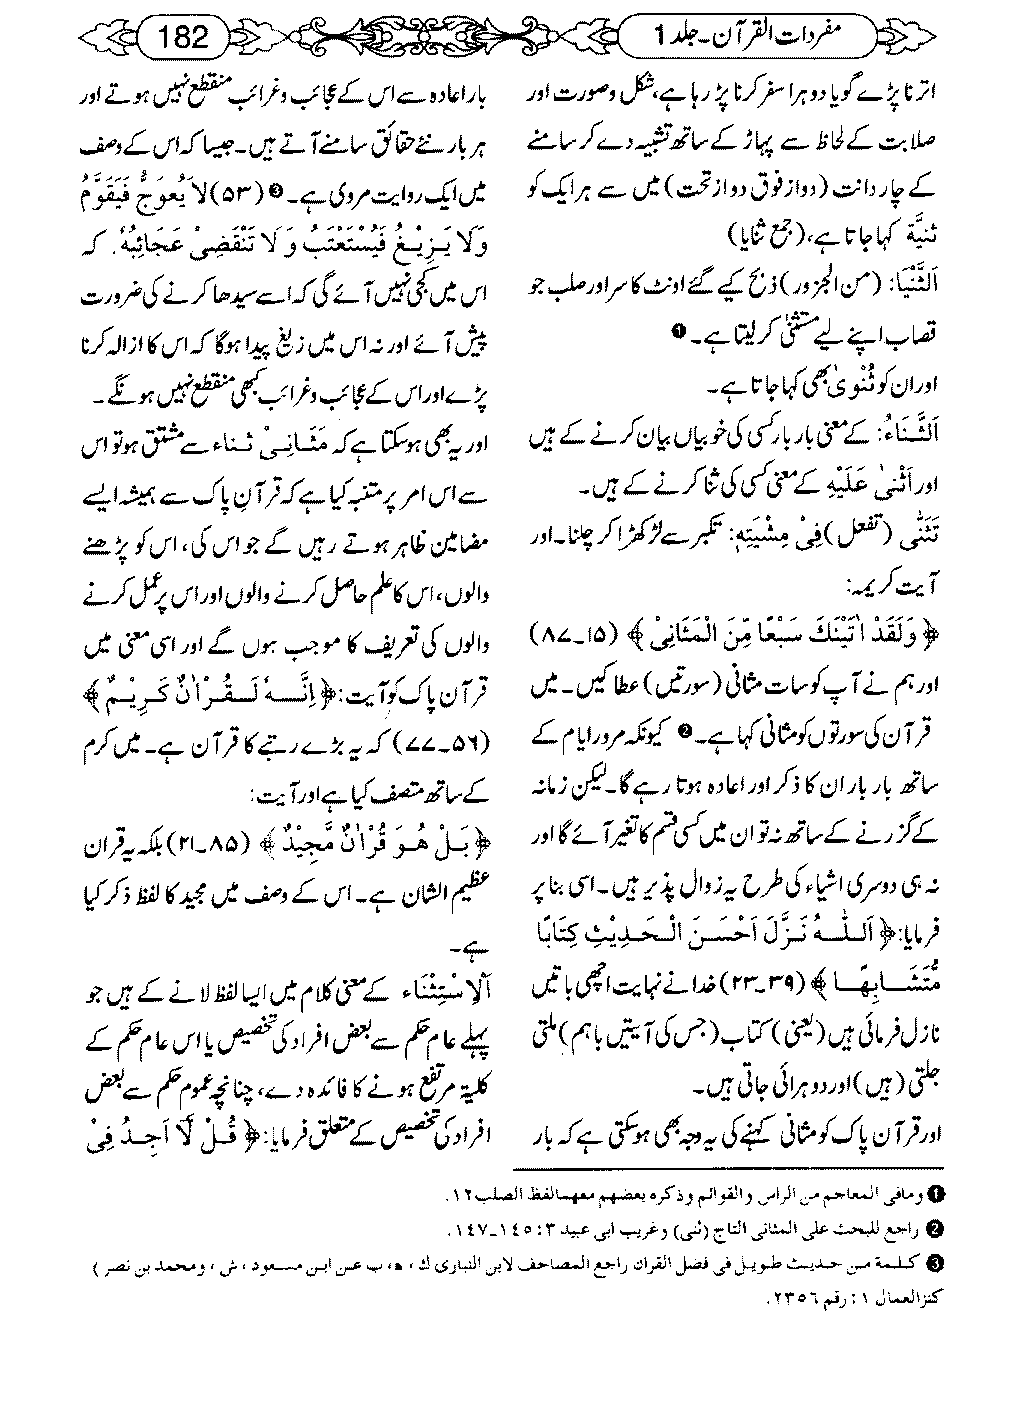 مفردات القرآن۔ جلد 1
182
اترنا پڑے گویا دوہرا سفر کرنا پڑ رہا ہے، شکل وصورت اور
صلابت کے لحاظ سے پہاڑ کے ساتھ تشبیہ دے کر سامنے
کے چار دانت (دو از فوق دو از تحت) میں سے ہر ایک کو
ثنیَّة کہا جاتا ہے، (جمع ثنایا)
اَلثُّنْیَا: (من الجزور) ذبح کیے گئے اونٹ کا سر اور صلب جو
قصاب اپنے لیے مستثنیٰ کر لیتا ہے۔ ❶
اور ان کو ثُنْویٰ بھی کہا جاتا ہے۔
اَلثَّنَاءُ: کے معنی بار بار کسی کی خوبیاں بیان کرنے کے ہیں
اور اَثْنیٰ عَلَیْهِ کے معنی کسی کی ثنا کرنے کے ہیں۔
تَثَنّٰی (تفعل) فِیْ مِشْیَتِهٖ: تکبر سے لڑکھڑا کر چلنا۔ اور
آیت کریمہ:
﴿وَلَقَدْ اٰتَیْنٰكَ سَبْعًا مِّنَ الْمَثَانِیْ﴾ (۱۵۔۸۷)
اور ہم نے آپ کو سات مثانی (سورتیں) عطا کیں۔ میں
قرآن کی سورتوں کو مثانی کہا ہے۔ ❷ کیونکہ مرور ایام کے
ساتھ بار بار ان کا ذکر اور اعادہ ہوتا رہے گا۔ لیکن زمانہ
کے گزرنے کے ساتھ نہ تو ان میں کسی قسم کا تغیر آئے گا اور
نہ ہی دوسری اشیاء کی طرح یہ زوال پذیر ہیں۔ اسی بنا پر
فرمایا: ﴿اَللّٰهُ نَزَّلَ اَحْسَنَ الْحَدِیْثِ كِتَابًا
مُّتَشَابِهًا﴾ (۳۹۔۲۳) خدا نے نہایت اچھی باتیں
نازل فرمائی ہیں (یعنی) کتاب (جس کی آیتیں باہم) ملتی
جلتی (ہیں) اور دوہرائی جاتی ہیں۔
اور قرآن پاک کو مثانی کہنے کی یہ وجہ بھی ہو سکتی ہے کہ بار
بار اعادہ سے اس کے عجائب وغرائب منقطع نہیں ہوتے اور
ہر بار نئے حقائق سامنے آتے ہیں۔ جیسا کہ اس کے وصف
میں ایک روایت مروی ہے۔ ❸ (۵۳) لَا یُعَوَجُّ فَیُقَوَّمُ
وَلَا یَزِیْغُ فَیُسْتَعْتَبُ وَلَا تَنْقَضِیْ عَجَائِبُهٗ. کہ
اس میں کجی نہیں آئے گی کہ اسے سیدھا کرنے کی ضرورت
پیش آئے اور نہ اس میں زیغ پیدا ہوگا کہ اس کا ازالہ کرنا
پڑے اور اس کے عجائب وغرائب کبھی منقطع نہیں ہونگے۔
اور یہ بھی ہو سکتا ہے کہ مَثَانِیْ ثناء سے مشتق ہو تو اس
سے اس امر پر متنبہ کیا ہے کہ قرآن پاک سے ہمیشہ ایسے
مضامین ظاہر ہوتے رہیں گے جو اس کی، اس کو پڑھنے
والوں، اس کا علم حاصل کرنے والوں اور اس پر عمل کرنے
والوں کی تعریف کا موجب ہوں گے اور اسی معنی میں
قرآن پاک کو آیت: ﴿اِنَّهٗ لَقُرْاٰنٌ كَرِیْمٌ﴾
(۵۶۔۷۷) کہ یہ بڑے رتبے کا قرآن ہے۔ میں کرم
کے ساتھ متصف کیا ہے اور آیت:
﴿بَلْ هُوَ قُرْاٰنٌ مَّجِیْدٌ﴾ (۸۵۔۲۱) بلکہ یہ قرآن
عظیم الشان ہے۔ اس کے وصف میں مجید کا لفظ ذکر کیا
ہے۔
اَلْاِسْتِثْنَاء کے معنی کلام میں ایسا لفظ لانے کے ہیں جو
پہلے عام حکم سے بعض افراد کی تخصیص یا اس عام حکم کے
کلیۃ مرتفع ہونے کا فائدہ دے، چنانچہ عموم حکم سے بعض
افراد کی تخصیص کے متعلق فرمایا: ﴿قُلْ لَّا اَجِدُ فِیْ
❶ ومافی المعاجم من الراس والقوائم وذکره بعضهم معهما لفظ الصلب ۱۲.
❷ راجع للبحث علی المثانی التاج (ثنی) وغریب ابی عبید ۳: ۱٤٥۔۱٤۷.
❸ كلمة من حديث طويل في فضل القران راجع المصاحف لابن النباری ك، ه، ب عن ابن مسعود، ش، ومحمد بن نصر)
کنزالعمال ۱: رقم ۲۳٥٦.